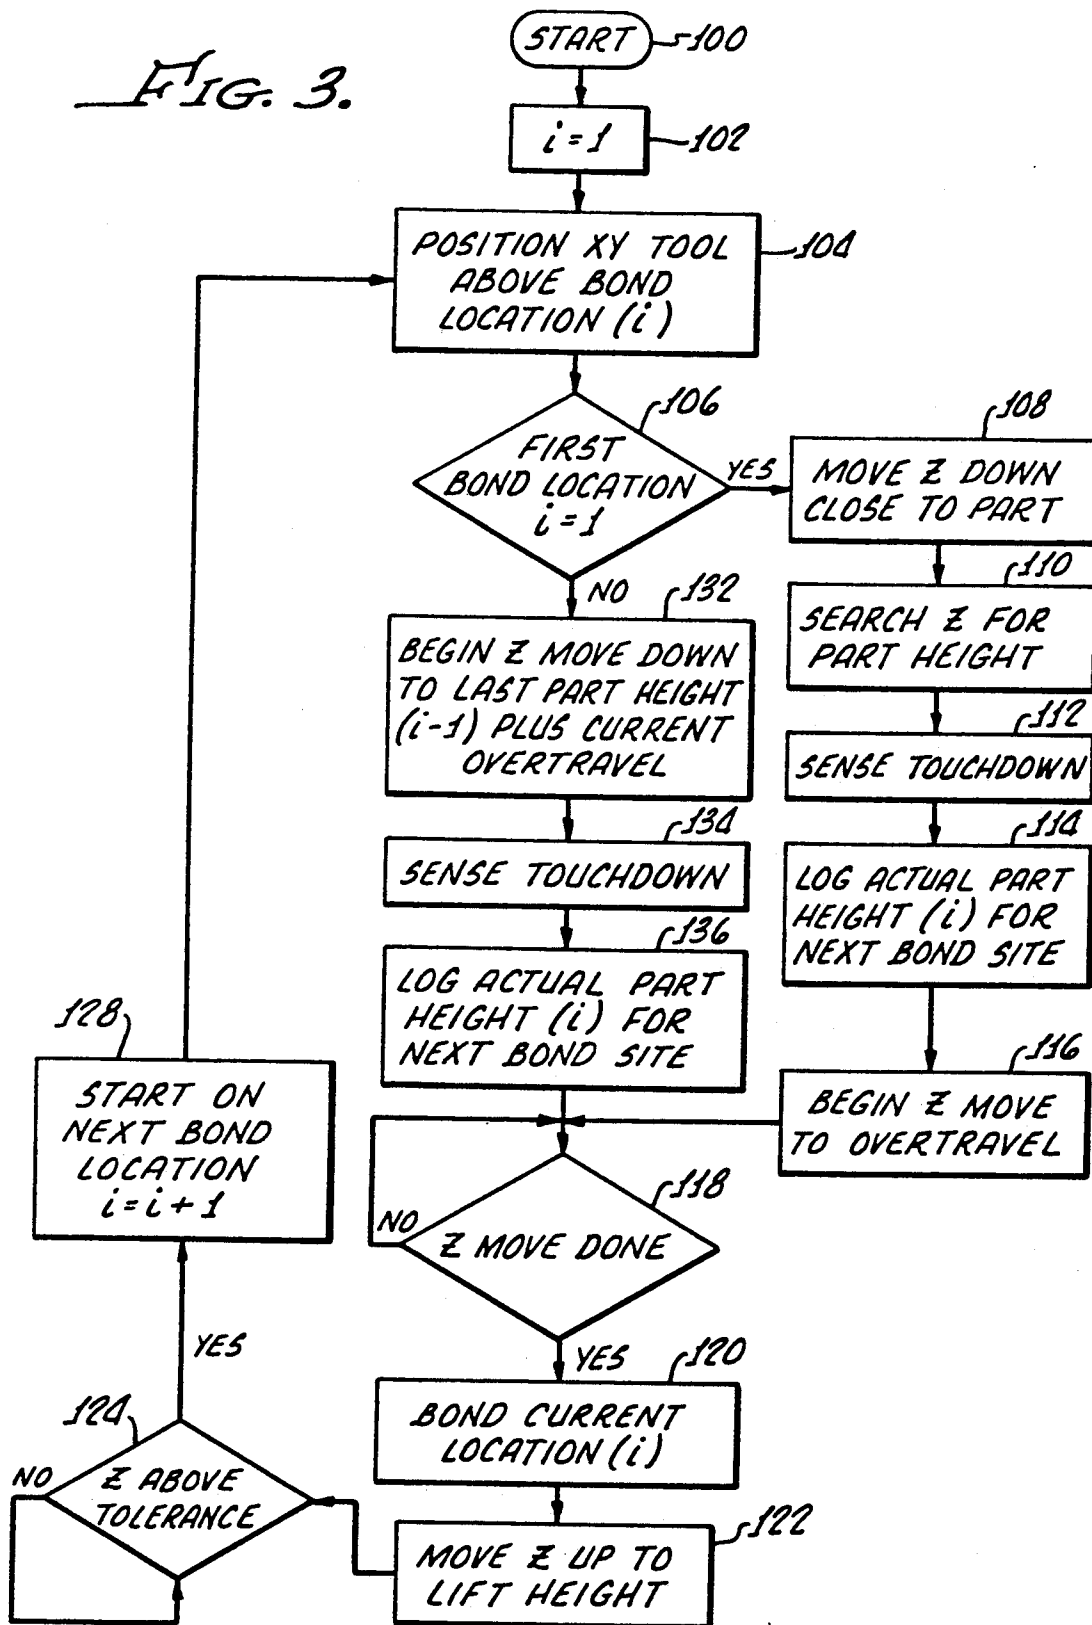 FIG. 3.
START
100
i=1
102
POSITION XY TOOL
ABOVE BOND
LOCATION (i)
104
106
FIRST
BOND LOCATION
i=1
YES
NO
108
MOVE Z DOWN
CLOSE TO PART
110
SEARCH Z FOR
PART HEIGHT
112
SENSE TOUCHDOWN
114
LOG ACTUAL PART
HEIGHT (i) FOR
NEXT BOND SITE
116
BEGIN Z MOVE
TO OVERTRAVEL
132
BEGIN Z MOVE DOWN
TO LAST PART HEIGHT
(i-1) PLUS CURRENT
OVERTRAVEL
134
SENSE TOUCHDOWN
136
LOG ACTUAL PART
HEIGHT (i) FOR
NEXT BOND SITE
118
Z MOVE DONE
NO
YES
120
BOND CURRENT
LOCATION (i)
122
MOVE Z UP TO
LIFT HEIGHT
124
Z ABOVE
TOLERANCE
NO
YES
128
START ON
NEXT BOND
LOCATION
i=i+1